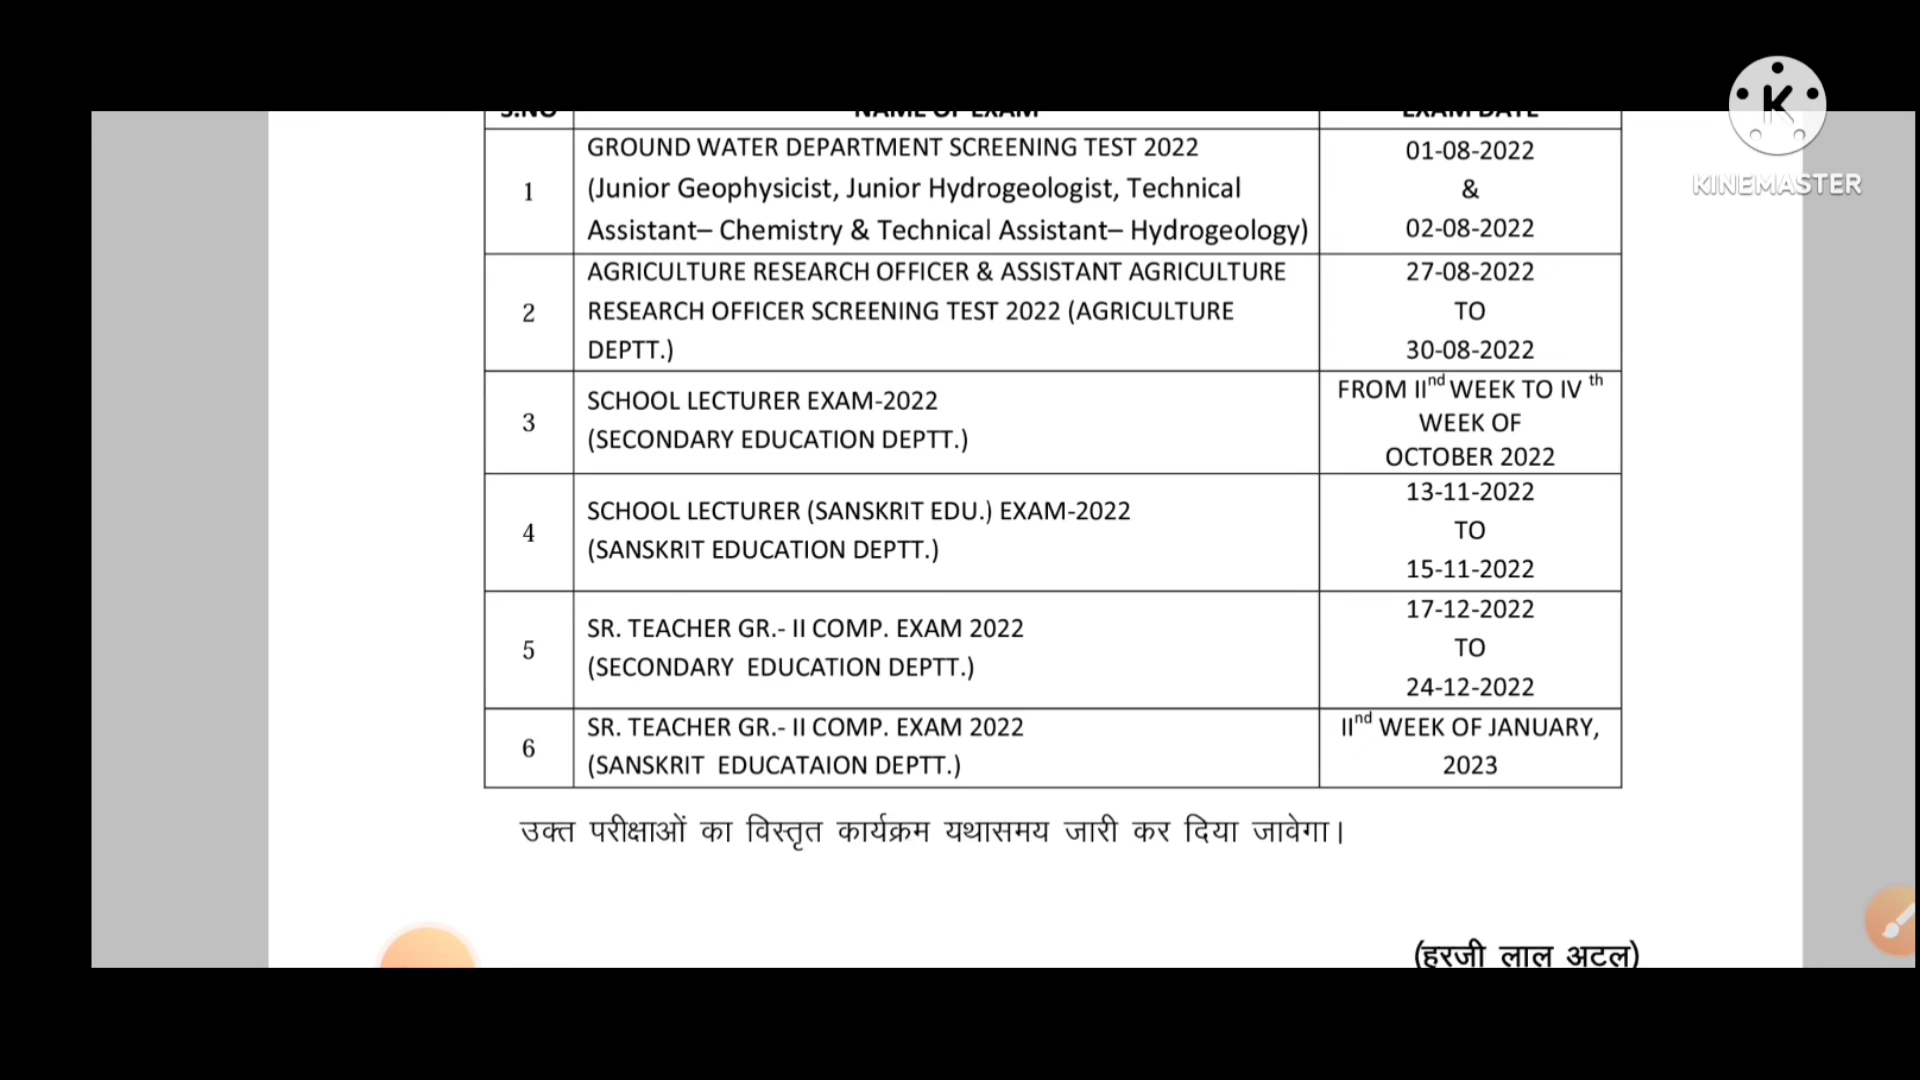 S.NO NAME OF EXAM EXAM DATE
1 GROUND WATER DEPARTMENT SCREENING TEST 2022
(Junior Geophysicist, Junior Hydrogeologist, Technical
Assistant– Chemistry & Technical Assistant– Hydrogeology)
01-08-2022
&
02-08-2022
2 AGRICULTURE RESEARCH OFFICER & ASSISTANT AGRICULTURE
RESEARCH OFFICER SCREENING TEST 2022 (AGRICULTURE
DEPTT.)
27-08-2022
TO
30-08-2022
3 SCHOOL LECTURER EXAM-2022
(SECONDARY EDUCATION DEPTT.)
FROM IInd WEEK TO IV th
WEEK OF
OCTOBER 2022
4 SCHOOL LECTURER (SANSKRIT EDU.) EXAM-2022
(SANSKRIT EDUCATION DEPTT.)
13-11-2022
TO
15-11-2022
5 SR. TEACHER GR.- II COMP. EXAM 2022
(SECONDARY EDUCATION DEPTT.)
17-12-2022
TO
24-12-2022
6 SR. TEACHER GR.- II COMP. EXAM 2022
(SANSKRIT EDUCATAION DEPTT.)
IInd WEEK OF JANUARY,
2023
उक्त परीक्षाओं का विस्तृत कार्यक्रम यथासमय जारी कर दिया जावेगा।
(हरजी लाल अटल)
K
KINEMASTER